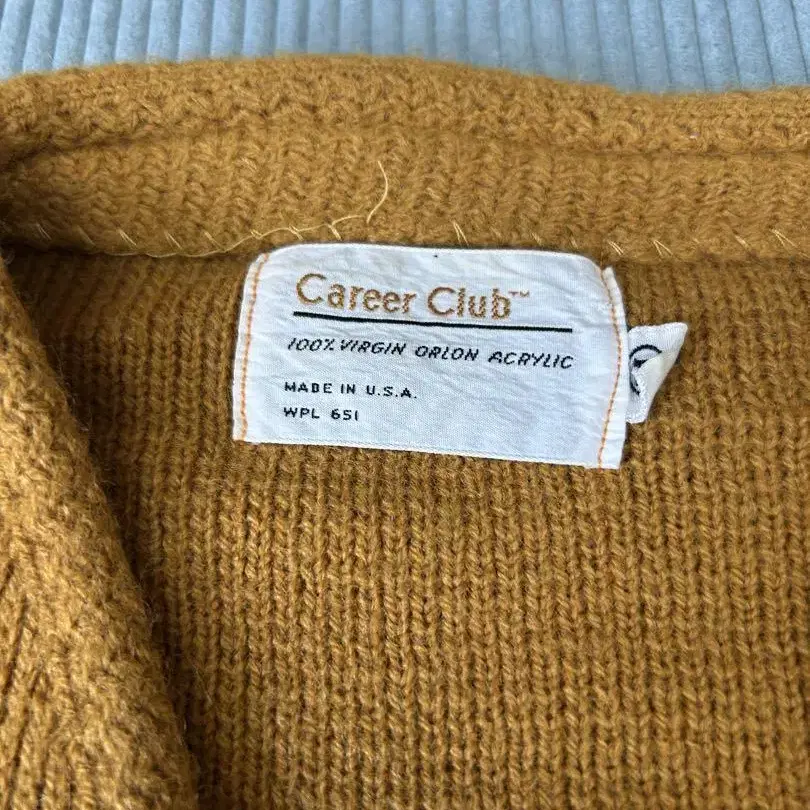 Career Club™
100% VIRGIN ORLON ACRYLIC
MADE IN U.S.A.
WPL 651